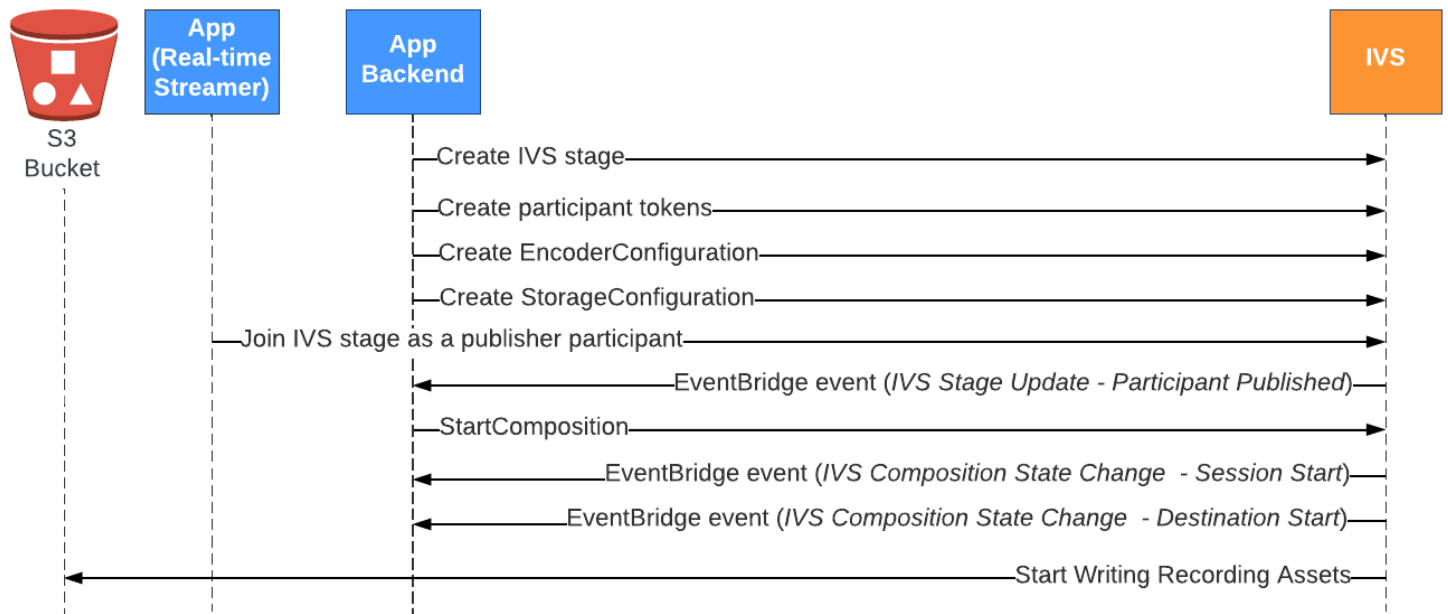 App
(Real-time
Streamer)
App
Backend
IVS
S3
Bucket
Create IVS stage
Create participant tokens
Create EncoderConfiguration
Create StorageConfiguration
Join IVS stage as a publisher participant
EventBridge event (IVS Stage Update - Participant Published)
StartComposition
EventBridge event (IVS Composition State Change  - Session Start)
EventBridge event (IVS Composition State Change  - Destination Start)
Start Writing Recording Assets